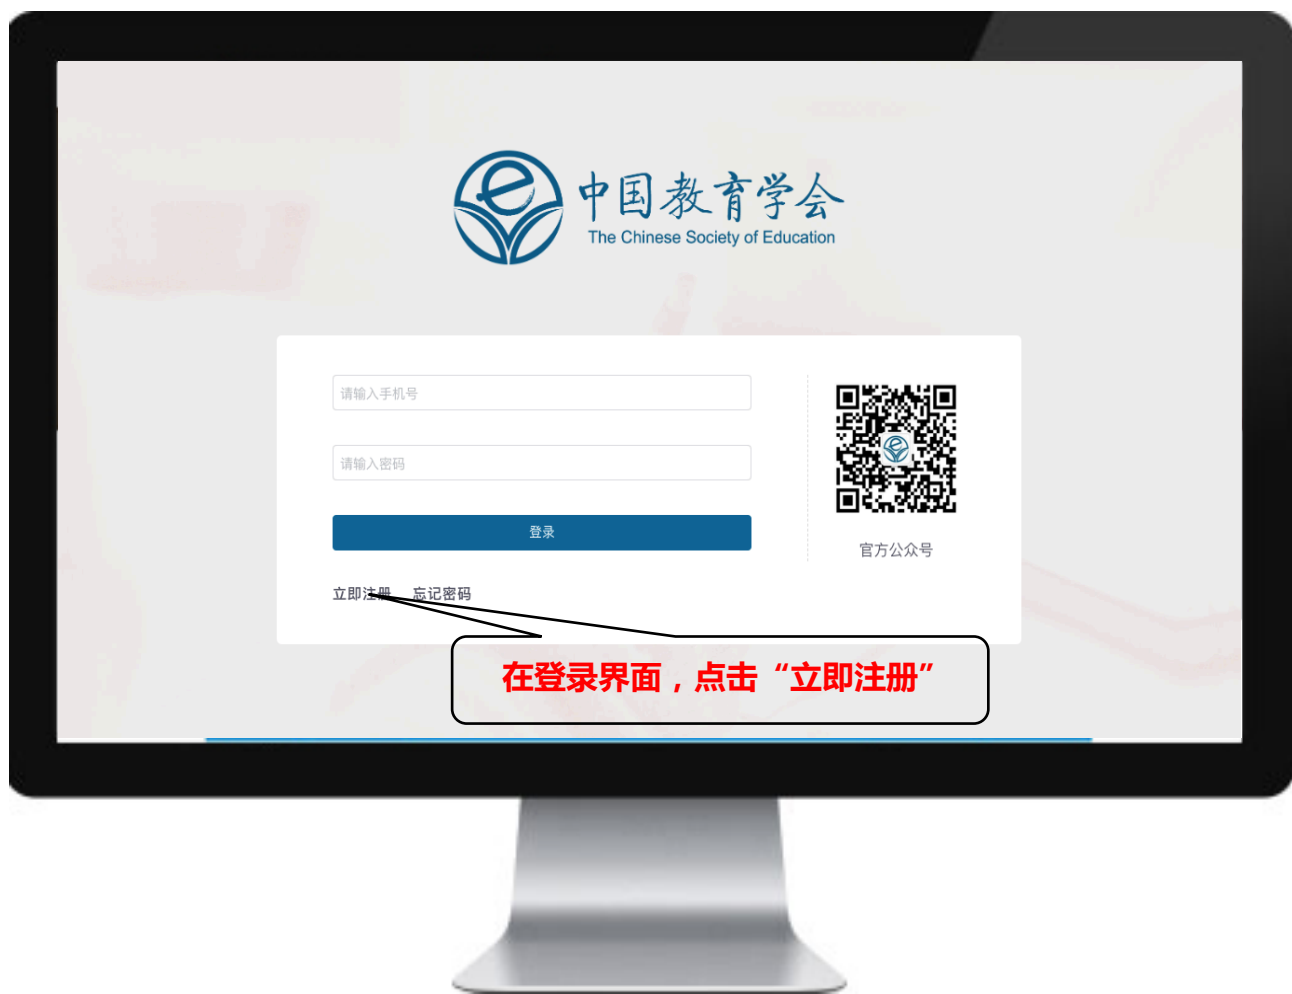 中国教育学会
The Chinese Society of Education
请输入手机号
请输入密码
登录
官方公众号
立即注册 忘记密码
在登录界面，点击“立即注册”